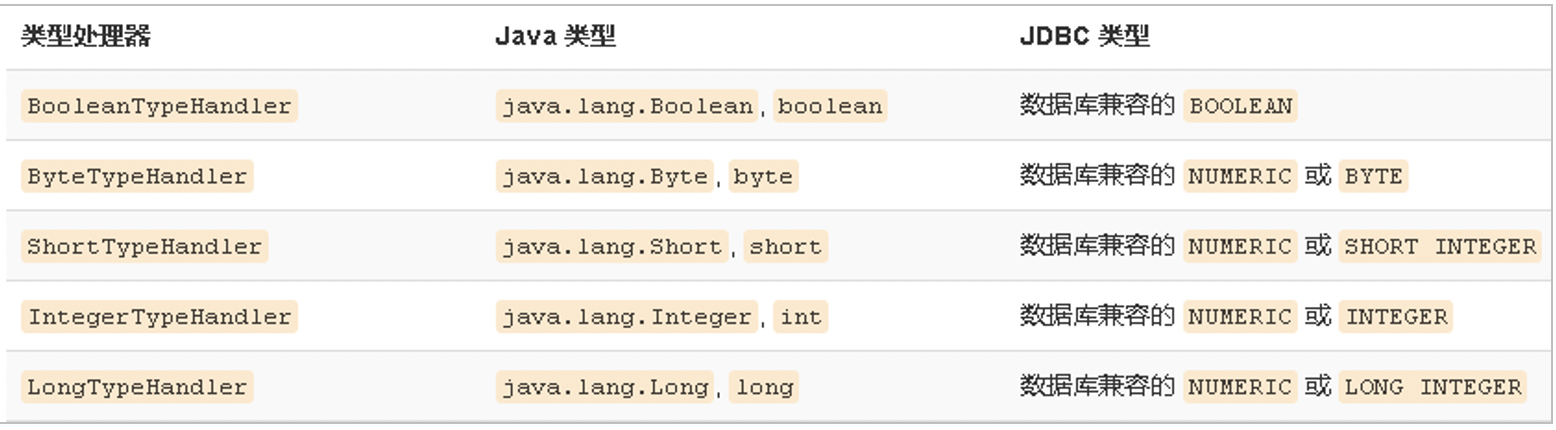 类型处理器 Java 类型 JDBC 类型
BooleanTypeHandler java.lang.Boolean, boolean 数据库兼容的 BOOLEAN
ByteTypeHandler java.lang.Byte, byte 数据库兼容的 NUMERIC 或 BYTE
ShortTypeHandler java.lang.Short, short 数据库兼容的 NUMERIC 或 SHORT INTEGER
IntegerTypeHandler java.lang.Integer, int 数据库兼容的 NUMERIC 或 INTEGER
LongTypeHandler java.lang.Long, long 数据库兼容的 NUMERIC 或 LONG INTEGER